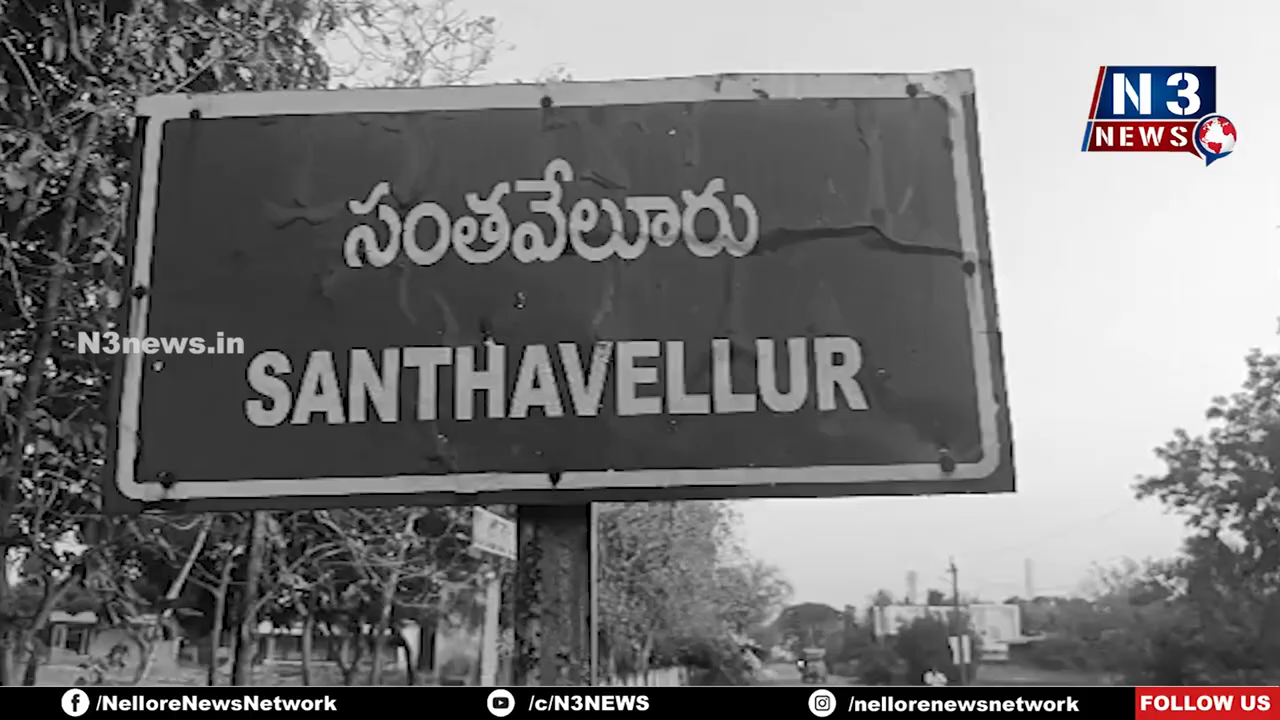 N3
NEWS
సంతవేలూరు
N3news.in
SANTHAVELLUR
/NelloreNewsNetwork
/c/N3NEWS
/nellorenewsnetwork
FOLLOW US